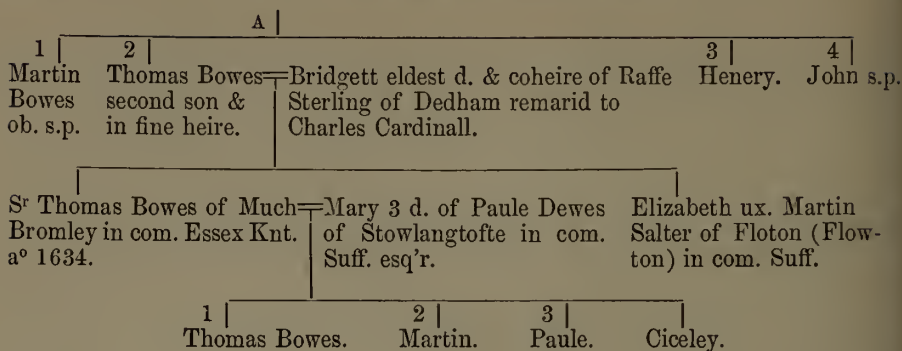 A
1 2 3 4
Martin Thomas Bowes=Bridgett eldest d. & coheire of Raffe Henery. John s.p.
Bowes second son & Sterling of Dedham remarid to
ob. s.p. in fine heire. Charles Cardinall.
Sʳ Thomas Bowes of Much=Mary 3 d. of Paule Dewes Elizabeth ux. Martin
Bromley in com. Essex Knt. of Stowlangtofte in com. Salter of Floton (Flow-
aº 1634. Suff. esq'r. ton) in com. Suff.
1 2 3
Thomas Bowes. Martin. Paule. Ciceley.